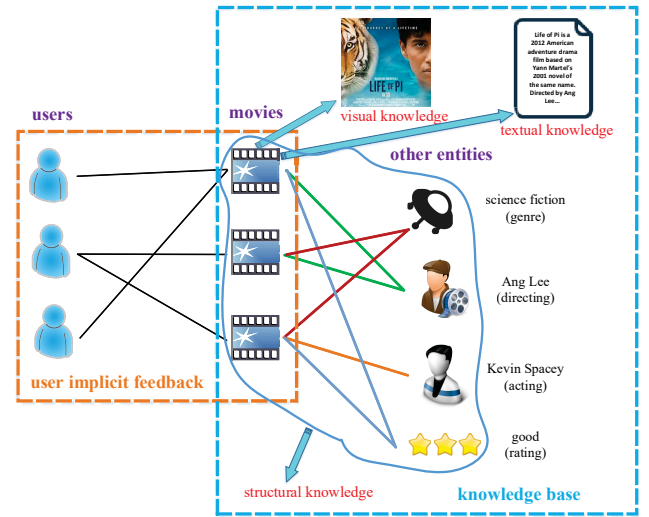 LIFE OF PI
Life of Pi is a
2012 American
adventure drama
film based on
Yann Martel's
2001 novel of
the same name.
Directed by Ang
Lee...
users
movies
visual knowledge
textual knowledge
other entities
science fiction
(genre)
Ang Lee
(directing)
Kevin Spacey
(acting)
user implicit feedback
good
(rating)
structural knowledge
knowledge base